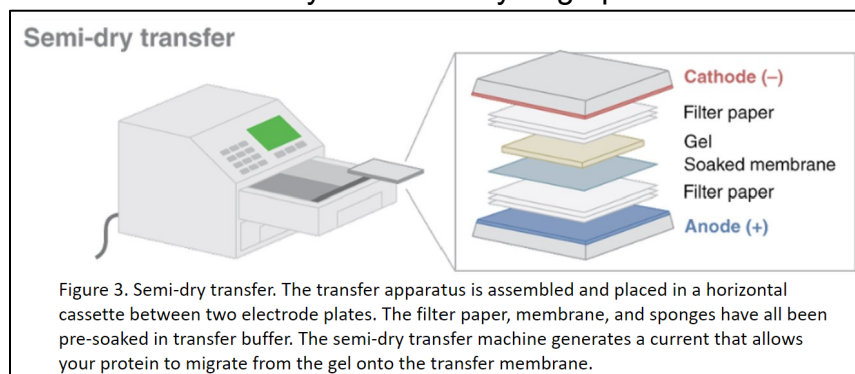 Semi-dry transfer
Cathode (–)
Filter paper
Gel
Soaked membrane
Filter paper
Anode (+)
Figure 3. Semi-dry transfer. The transfer apparatus is assembled and placed in a horizontal
cassette between two electrode plates. The filter paper, membrane, and sponges have all been
pre-soaked in transfer buffer. The semi-dry transfer machine generates a current that allows
your protein to migrate from the gel onto the transfer membrane.